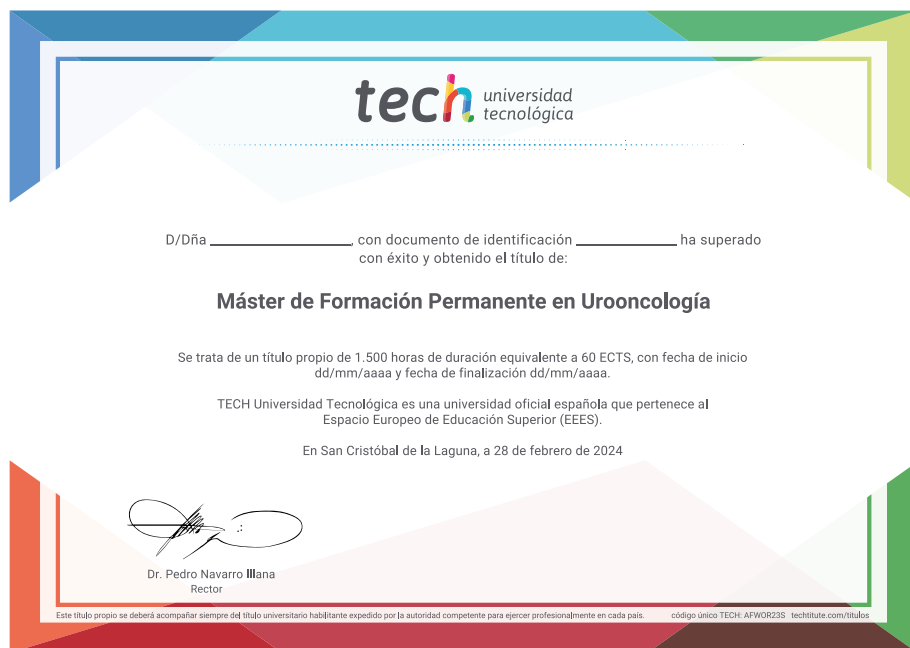 tech universidad
tecnológica
D/Dña ______________, con documento de identificación __________ ha superado
con éxito y obtenido el título de:
Máster de Formación Permanente en Urooncología
Se trata de un título propio de 1.500 horas de duración equivalente a 60 ECTS, con fecha de inicio
dd/mm/aaaa y fecha de finalización dd/mm/aaaa.
TECH Universidad Tecnológica es una universidad oficial española que pertenece al
Espacio Europeo de Educación Superior (EEES).
En San Cristóbal de la Laguna, a 28 de febrero de 2024
Dr. Pedro Navarro Illana
Rector
Este título propio se deberá acompañar siempre del título universitario habilitante expedido por la autoridad competente para ejercer profesionalmente en cada país. código único TECH: AFWOR23S techtitute.com/titulos